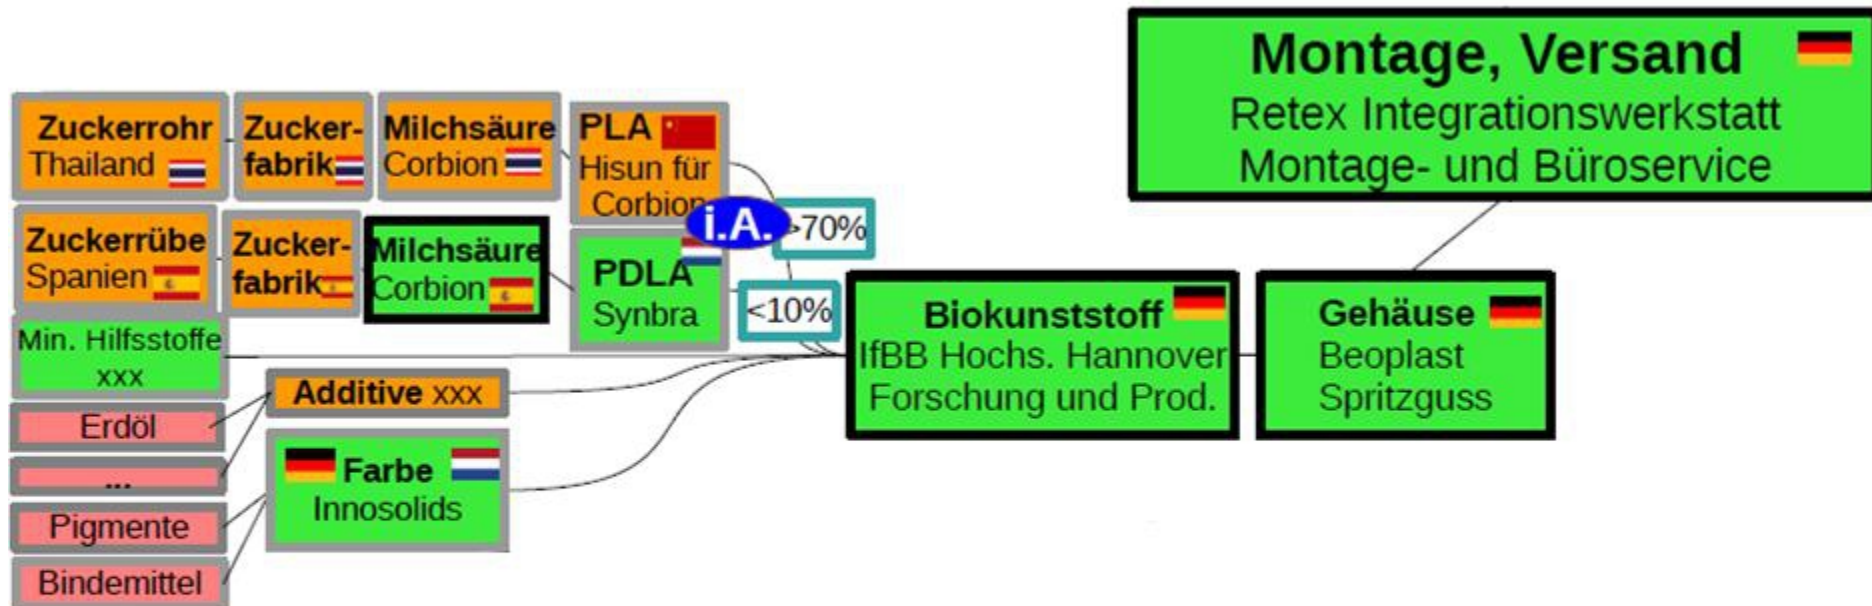 Montage, Versand
Retex Integrationswerkstatt
Montage- und Büroservice
Zuckerrohr
Thailand
Zucker-
fabrik
Milchsäure
Corbion
PLA
Hisun für
Corbion
i.A.
>70%
Zuckerrübe
Spanien
Zucker-
fabrik
Milchsäure
Corbion
PDLA
Synbra
<10%
Min. Hilfsstoffe
xxx
Erdöl
...
Pigmente
Bindemittel
Additive xxx
Farbe
Innosolids
Biokunststoff
IfBB Hochs. Hannover
Forschung und Prod.
Gehäuse
Beoplast
Spritzguss